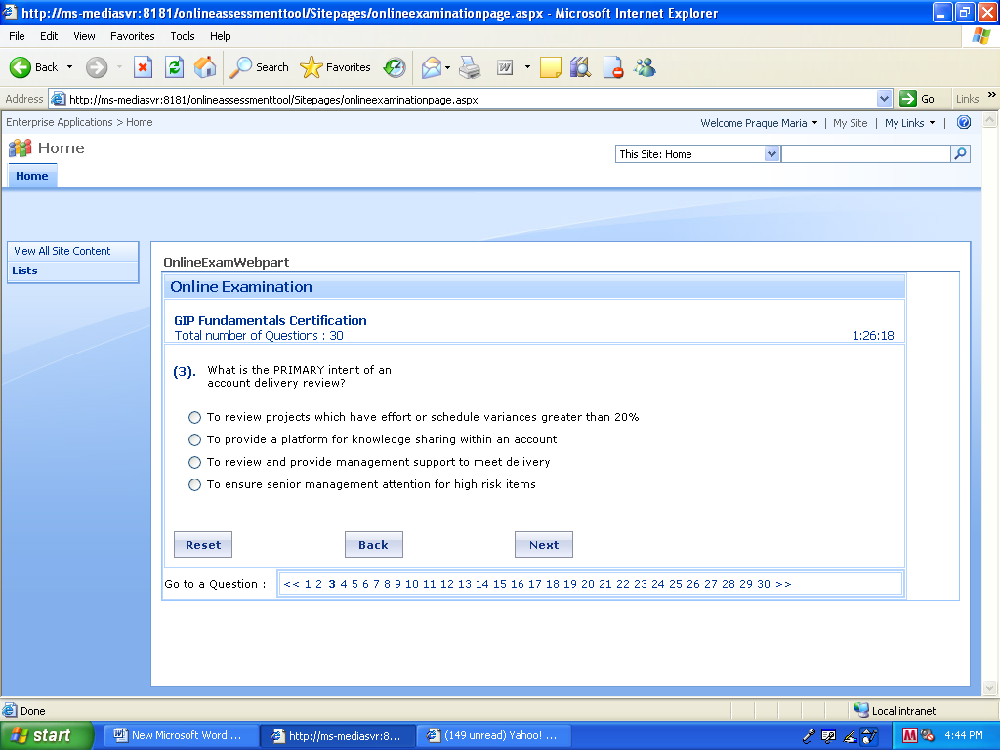 http://ms-mediasvr:8181/onlineassessmenttool/Sitepages/onlineexaminationpage.aspx - Microsoft Internet Explorer
File Edit View Favorites Tools Help
Back Search Favorites
Address http://ms-mediasvr:8181/onlineassessmenttool/Sitepages/onlineexaminationpage.aspx Go Links »
Enterprise Applications > Home Welcome Praque Maria | My Site | My Links |
Home
This Site: Home
Home
View All Site Content
Lists
OnlineExamWebpart
Online Examination
GIP Fundamentals Certification
Total number of Questions : 30 1:26:18
(3). What is the PRIMARY intent of an
account delivery review?
To review projects which have effort or schedule variances greater than 20%
To provide a platform for knowledge sharing within an account
To review and provide management support to meet delivery
To ensure senior management attention for high risk items
Reset Back Next
Go to a Question : << 1 2 3 4 5 6 7 8 9 10 11 12 13 14 15 16 17 18 19 20 21 22 23 24 25 26 27 28 29 30 >>
Done Local intranet
start New Microsoft Word ... http://ms-mediasvr:8... (149 unread) Yahoo! ... 4:44 PM